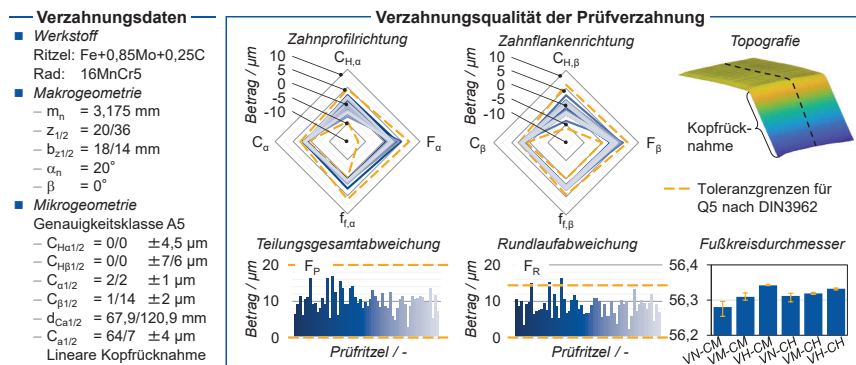 Verzahnungsdaten
■ Werkstoff
Ritzel: Fe+0,85Mo+0,25C
Rad: 16MnCr5
■ Makrogeometrie
– mn = 3,175 mm
– z1/2 = 20/36
– bz1/2 = 18/14 mm
– αn = 20°
– β = 0°
■ Mikrogeometrie
Genauigkeitsklasse A5
– CHα1/2 = 0/0 ±4,5 µm
– CHβ1/2 = 0/0 ±7/6 µm
– Cα1/2 = 2/2 ±1 µm
– Cβ1/2 = 1/14 ±2 µm
– dCa1/2 = 67,9/120,9 mm
– Ca1/2 = 64/7 ±4 µm
Lineare Kopfrücknahme
Verzahnungsqualität der Prüfverzahnung
Zahnprofilrichtung
Betrag / µm
10
5
0
-5
-10
CH,α
Fα
ff,α
Cα
Zahnflankenrichtung
Betrag / µm
10
5
0
-5
-10
CH,β
Fβ
ff,β
Cβ
Topografie
Kopfrück-
nahme
Toleranzgrenzen für
Q5 nach DIN3962
Teilungsgesamtabweichung
Betrag / µm
20
10
0
FP
Prüfritzel / -
Rundlaufabweichung
Betrag / µm
20
10
0
FR
Prüfritzel / -
Fußkreisdurchmesser
56,4
56,3
56,2
VN-CM
VM-CM
VH-CM
VN-CH
VM-CH
VH-CH